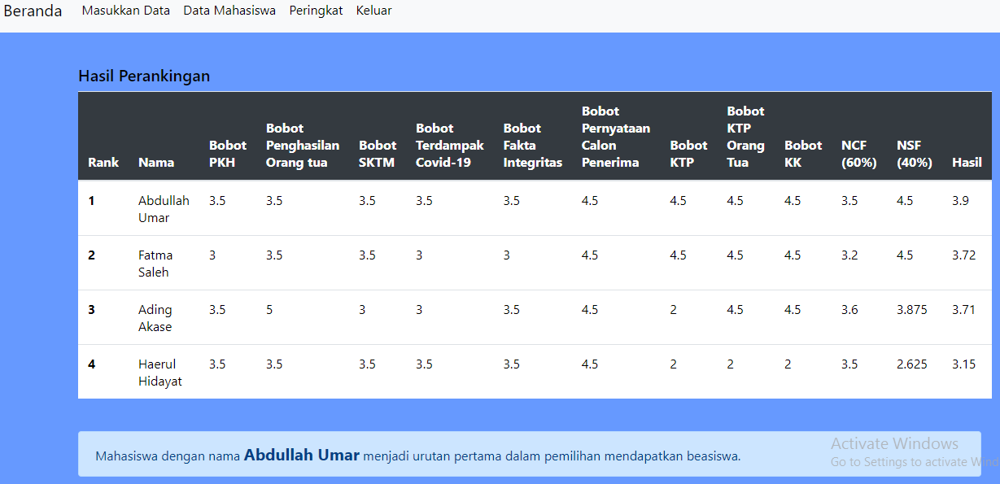 Beranda Masukkan Data Data Mahasiswa Peringkat Keluar
Hasil Perankingan
Rank Nama Bobot PKH Bobot Penghasilan Orang tua Bobot SKTM Bobot Terdampak Covid-19 Bobot Fakta Integritas Bobot Pernyataan Calon Penerima Bobot KTP Bobot KTP Orang Tua Bobot KK NCF (60%) NSF (40%) Hasil
1 Abdullah Umar 3.5 3.5 3.5 3.5 3.5 4.5 4.5 4.5 4.5 3.5 4.5 3.9
2 Fatma Saleh 3 3.5 3.5 3 3 4.5 4.5 4.5 4.5 3.2 4.5 3.72
3 Ading Akase 3.5 5 3 3 3.5 4.5 2 4.5 4.5 3.6 3.875 3.71
4 Haerul Hidayat 3.5 3.5 3.5 3.5 3.5 4.5 2 2 2 3.5 2.625 3.15
Mahasiswa dengan nama Abdullah Umar menjadi urutan pertama dalam pemilihan mendapatkan beasiswa.
Activate Windows
Go to Settings to activate Wind